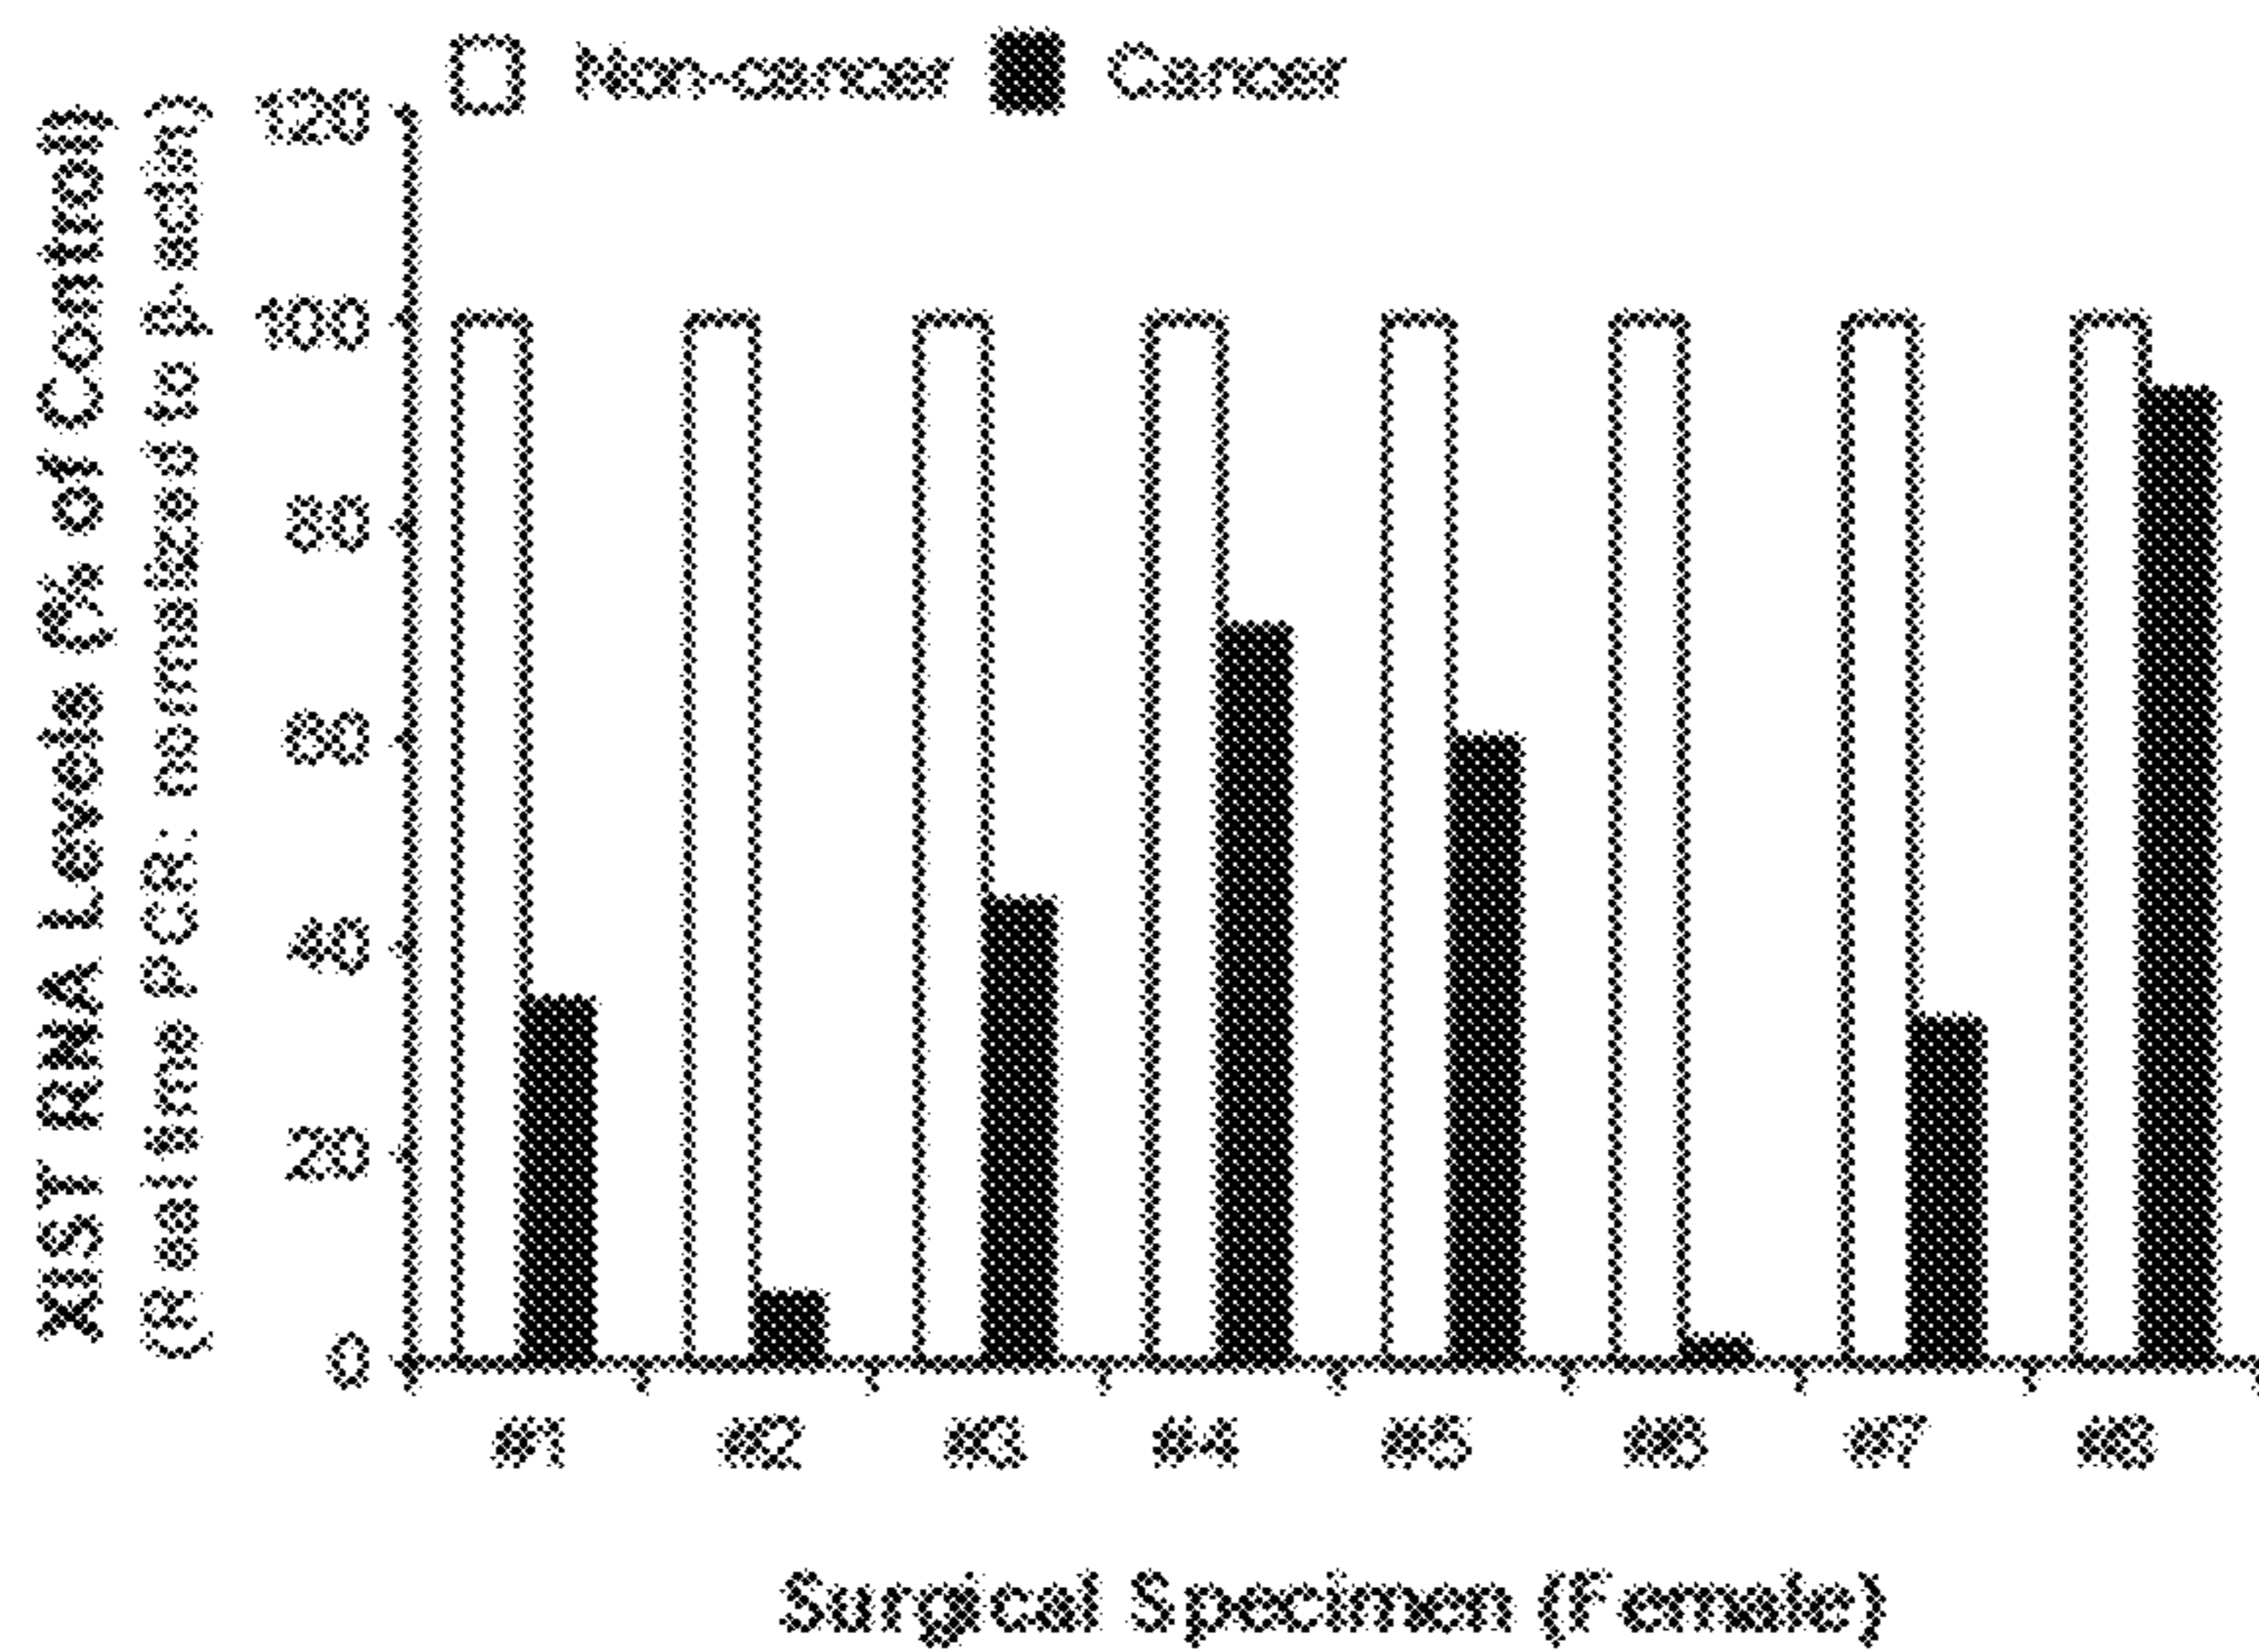 Non-cancer Cancer
XIST RNA Levels (% of Control)
(Real time PCR: normalized to β-actin)
120
100
80
60
40
20
0
#1 #2 #3 #4 #5 #6 #7 #8
Surgical Specimen (Female)